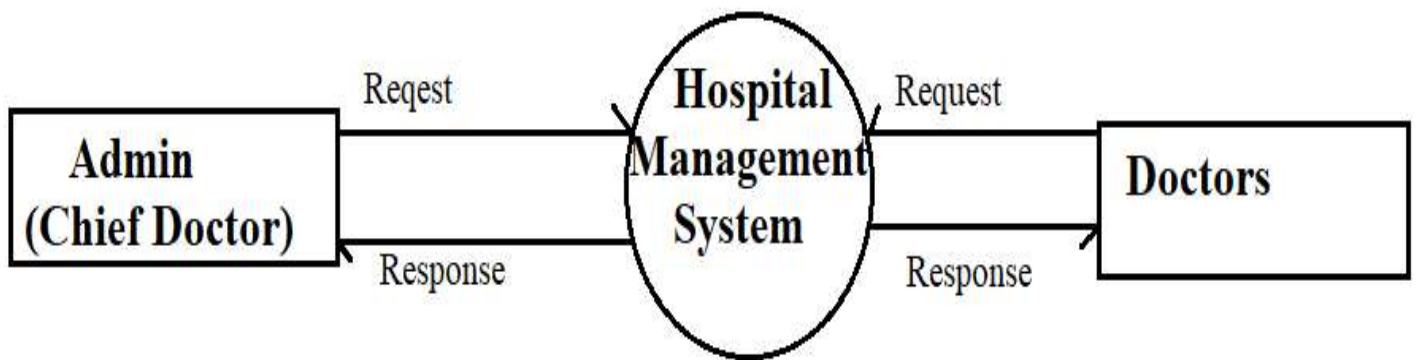 Reqest
Hospital
Management
System
Request
Admin
(Chief Doctor)
Doctors
Response
Response